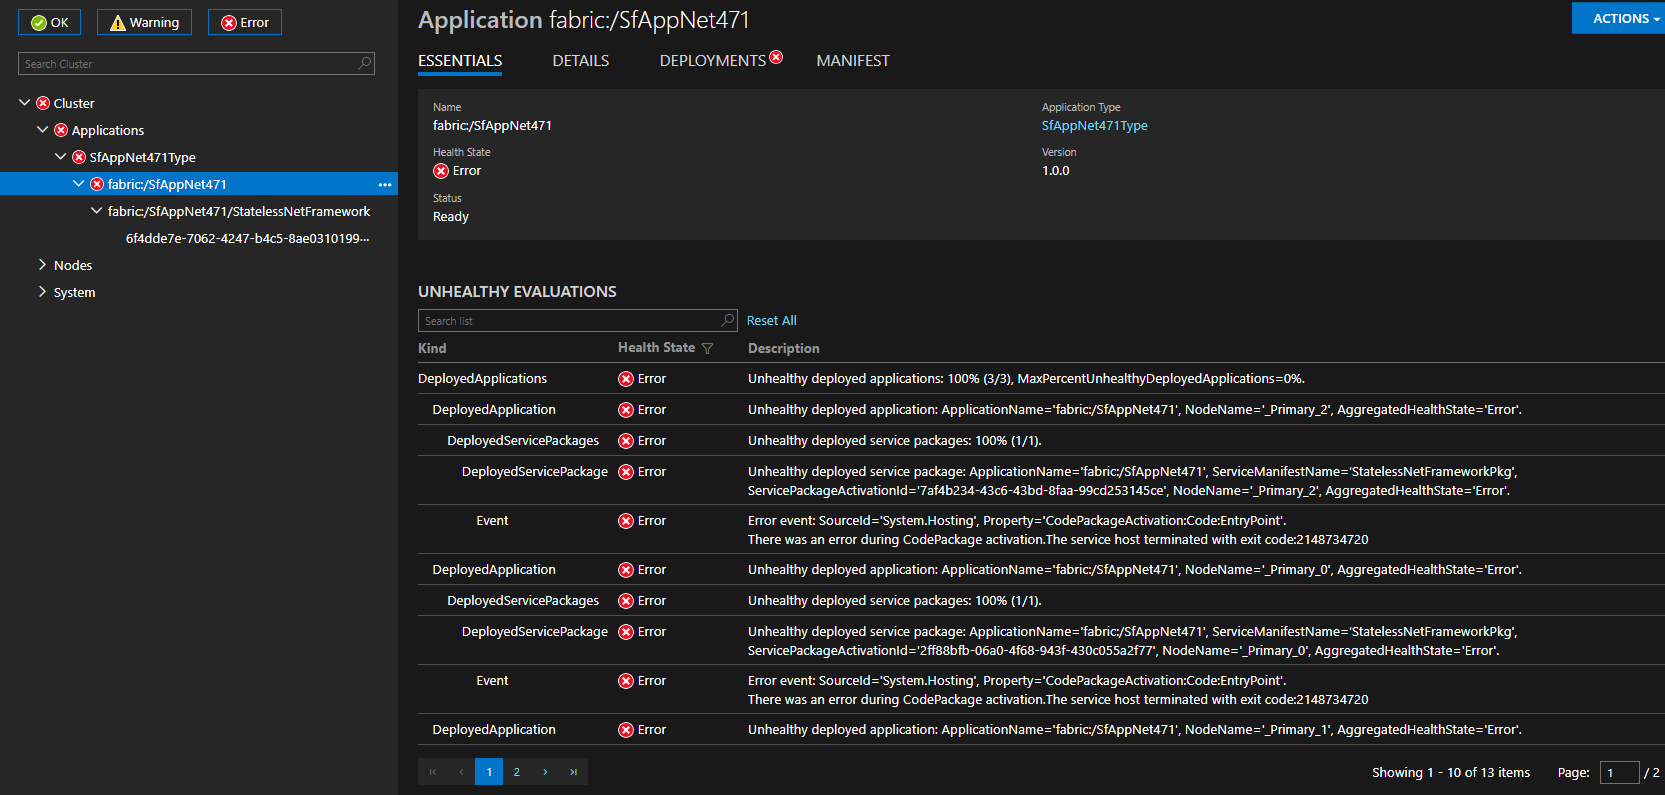 OK
Warning
Error
Search Cluster
Cluster
Applications
SfAppNet471Type
fabric:/SfAppNet471
fabric:/SfAppNet471/StatelessNetFramework
6f4dde7e-7062-4247-b4c5-8ae0310199...
Nodes
System
Application fabric:/SfAppNet471
ACTIONS
ESSENTIALS DETAILS DEPLOYMENTS MANIFEST
Name
fabric:/SfAppNet471
Application Type
SfAppNet471Type
Health State
Error
Version
1.0.0
Status
Ready
UNHEALTHY EVALUATIONS
Search list
Reset All
Kind Health State Description
DeployedApplications Error Unhealthy deployed applications: 100% (3/3), MaxPercentUnhealthyDeployedApplications=0%.
DeployedApplication Error Unhealthy deployed application: ApplicationName='fabric:/SfAppNet471', NodeName='_Primary_2', AggregatedHealthState='Error'.
DeployedServicePackages Error Unhealthy deployed service packages: 100% (1/1).
DeployedServicePackage Error Unhealthy deployed service package: ApplicationName='fabric:/SfAppNet471', ServiceManifestName='StatelessNetFrameworkPkg',
ServicePackageActivationId='7af4b234-43c6-43bd-8faa-99cd253145ce', NodeName='_Primary_2', AggregatedHealthState='Error'.
Event Error Error event: SourceId='System.Hosting', Property='CodePackageActivation:Code:EntryPoint'.
There was an error during CodePackage activation.The service host terminated with exit code:2148734720
DeployedApplication Error Unhealthy deployed application: ApplicationName='fabric:/SfAppNet471', NodeName='_Primary_0', AggregatedHealthState='Error'.
DeployedServicePackages Error Unhealthy deployed service packages: 100% (1/1).
DeployedServicePackage Error Unhealthy deployed service package: ApplicationName='fabric:/SfAppNet471', ServiceManifestName='StatelessNetFrameworkPkg',
ServicePackageActivationId='2ff88bfb-06a0-4f68-943f-430c055a2f77', NodeName='_Primary_0', AggregatedHealthState='Error'.
Event Error Error event: SourceId='System.Hosting', Property='CodePackageActivation:Code:EntryPoint'.
There was an error during CodePackage activation.The service host terminated with exit code:2148734720
DeployedApplication Error Unhealthy deployed application: ApplicationName='fabric:/SfAppNet471', NodeName='_Primary_1', AggregatedHealthState='Error'.
1 2
Showing 1 - 10 of 13 items Page: 1 / 2